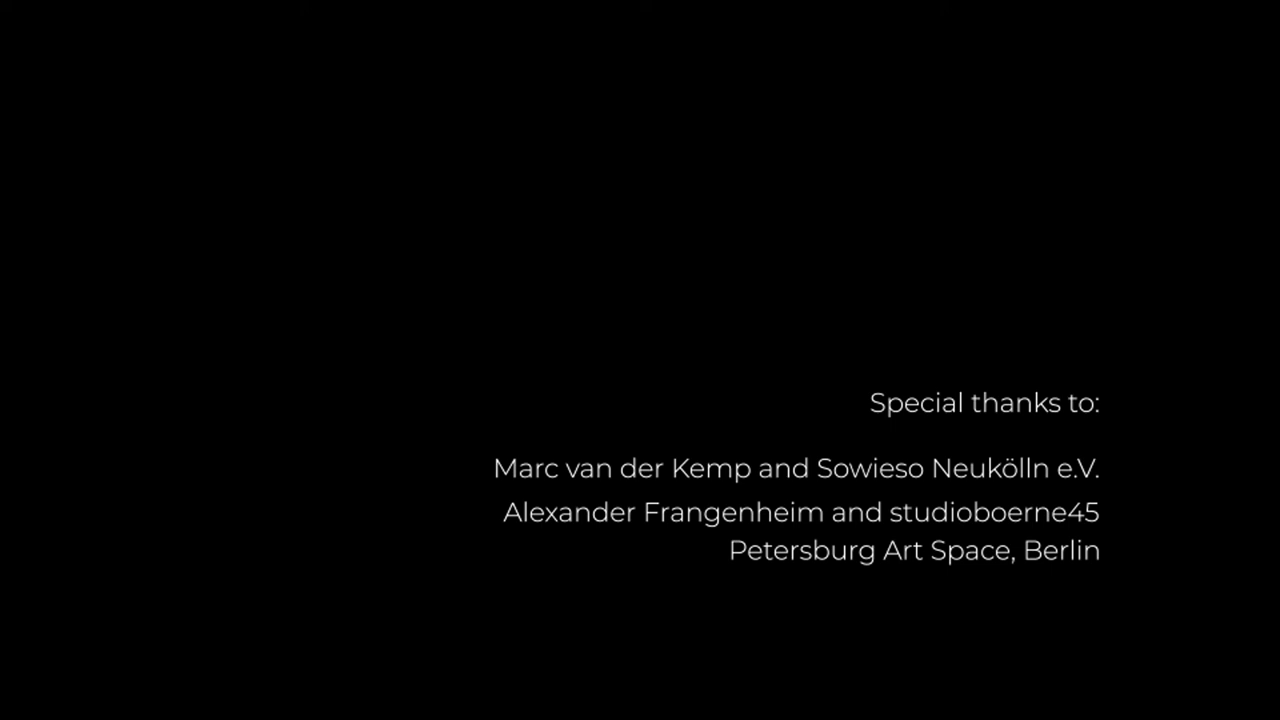 Special thanks to:
Marc van der Kemp and Sowieso Neukölln e.V.
Alexander Frangenheim and studioboerne45
Petersburg Art Space, Berlin